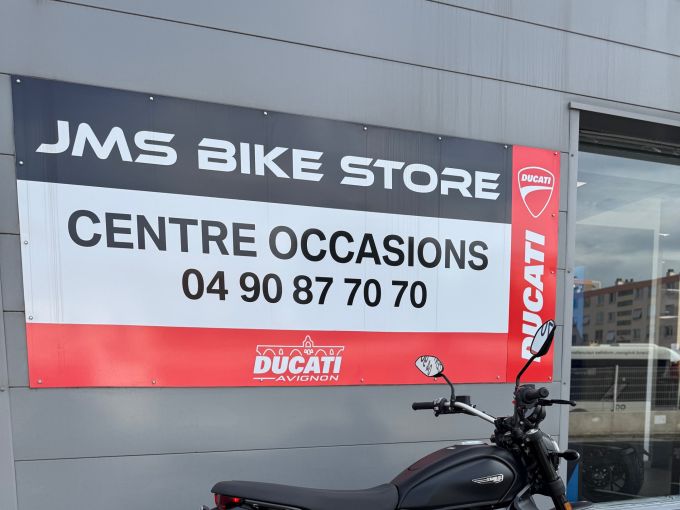 JMS BIKE STORE
CENTRE OCCASIONS
04 90 87 70 70
DUCATI
AVIGNON
DUCATI
DUCATI